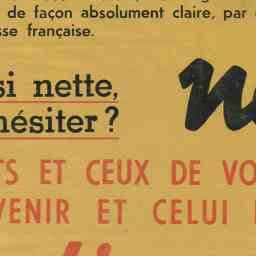 de façon absolument claire, par
sse française.
si nette,
hésiter ?
TS ET CEUX DE VO
VENIR ET CELUI